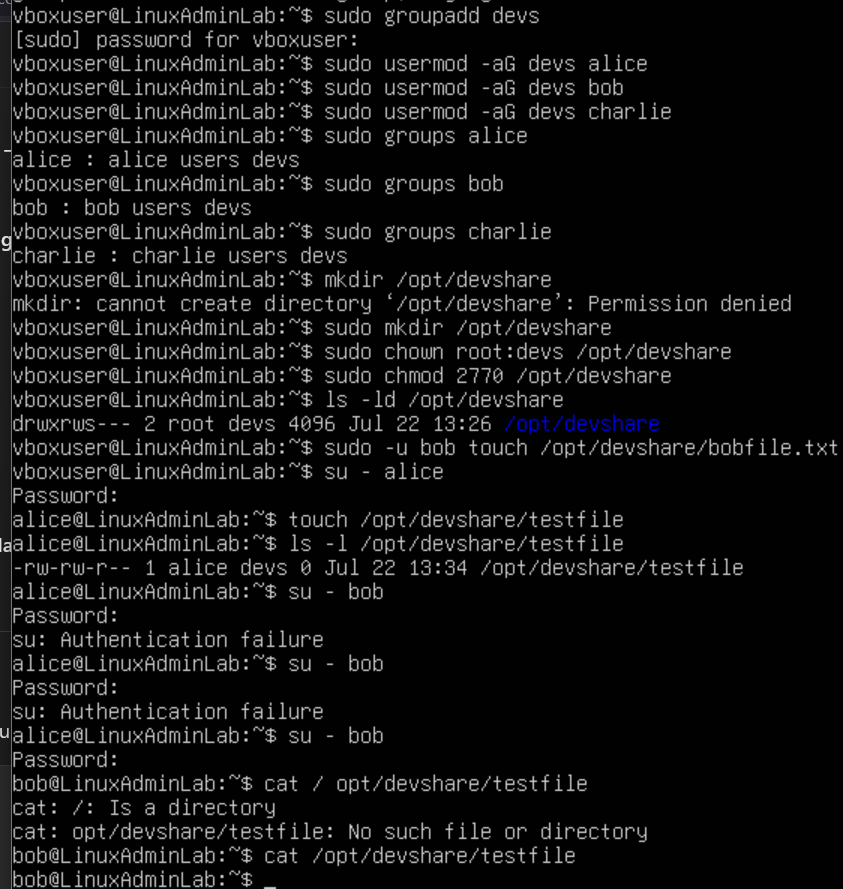 vboxuser@LinuxAdminLab:~$ sudo groupadd devs
[sudo] password for vboxuser:
vboxuser@LinuxAdminLab:~$ sudo usermod -aG devs alice
vboxuser@LinuxAdminLab:~$ sudo usermod -aG devs bob
vboxuser@LinuxAdminLab:~$ sudo usermod -aG devs charlie
vboxuser@LinuxAdminLab:~$ sudo groups alice
alice : alice users devs
vboxuser@LinuxAdminLab:~$ sudo groups bob
bob : bob users devs
vboxuser@LinuxAdminLab:~$ sudo groups charlie
charlie : charlie users devs
vboxuser@LinuxAdminLab:~$ mkdir /opt/devshare
mkdir: cannot create directory ‘/opt/devshare’: Permission denied
vboxuser@LinuxAdminLab:~$ sudo mkdir /opt/devshare
vboxuser@LinuxAdminLab:~$ sudo chown root:devs /opt/devshare
vboxuser@LinuxAdminLab:~$ sudo chmod 2770 /opt/devshare
vboxuser@LinuxAdminLab:~$ ls -ld /opt/devshare
drwxrws--- 2 root devs 4096 Jul 22 13:26 /opt/devshare
vboxuser@LinuxAdminLab:~$ sudo -u bob touch /opt/devshare/bobfile.txt
vboxuser@LinuxAdminLab:~$ su - alice
Password:
alice@LinuxAdminLab:~$ touch /opt/devshare/testfile
alice@LinuxAdminLab:~$ ls -l /opt/devshare/testfile
-rw-rw-r-- 1 alice devs 0 Jul 22 13:34 /opt/devshare/testfile
alice@LinuxAdminLab:~$ su - bob
Password:
su: Authentication failure
alice@LinuxAdminLab:~$ su - bob
Password:
su: Authentication failure
alice@LinuxAdminLab:~$ su - bob
Password:
bob@LinuxAdminLab:~$ cat / opt/devshare/testfile
cat: /: Is a directory
cat: opt/devshare/testfile: No such file or directory
bob@LinuxAdminLab:~$ cat /opt/devshare/testfile
bob@LinuxAdminLab:~$ _